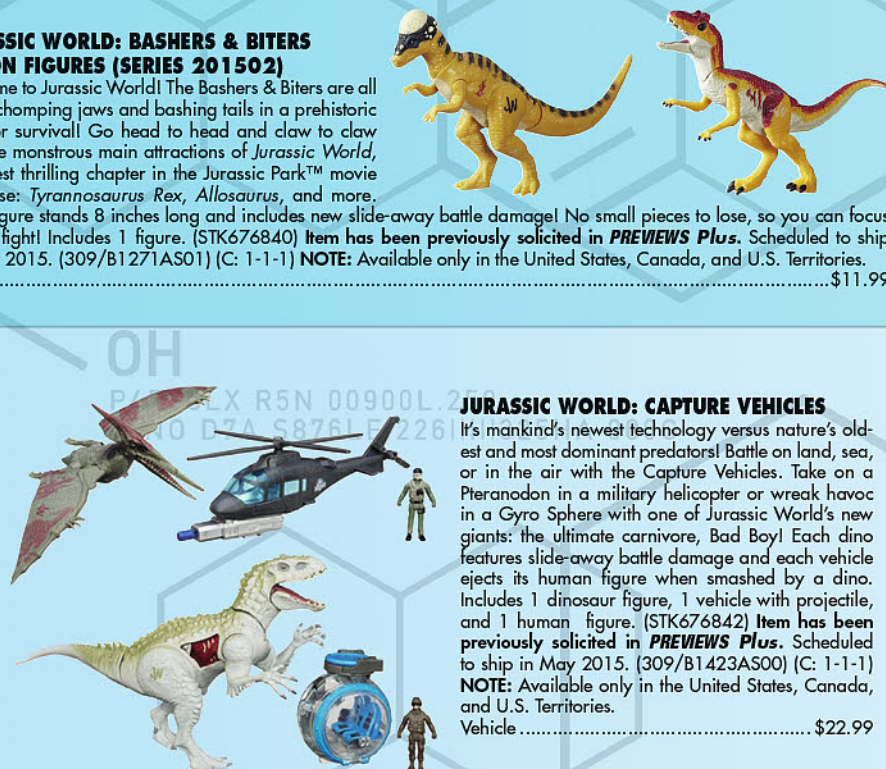 SSIC WORLD: BASHERS & BITERS
ON FIGURES (SERIES 201502)
me to Jurassic World! The Bashers & Biters are all
chomping jaws and bashing tails in a prehistoric
or survival! Go head to head and claw to claw
e monstrous main attractions of Jurassic World,
est thrilling chapter in the Jurassic Park™ movie
se: Tyrannosaurus Rex, Allosaurus, and more.
gure stands 8 inches long and includes new slide-away battle damage! No small pieces to lose, so you can focus
fight! Includes 1 figure. (STK676840) Item has been previously solicited in PREVIEWS Plus. Scheduled to ship
2015. (309/B1271AS01) (C: 1-1-1) NOTE: Available only in the United States, Canada, and U.S. Territories.
$11.99
OH
JURASSIC WORLD: CAPTURE VEHICLES
It's mankind's newest technology versus nature's old-
est and most dominant predators! Battle on land, sea,
or in the air with the Capture Vehicles. Take on a
Pteranodon in a military helicopter or wreak havoc
in a Gyro Sphere with one of Jurassic World's new
giants: the ultimate carnivore, Bad Boy! Each dino
features slide-away battle damage and each vehicle
ejects its human figure when smashed by a dino.
Includes 1 dinosaur figure, 1 vehicle with projectile,
and 1 human figure. (STK676842) Item has been
previously solicited in PREVIEWS Plus. Scheduled
to ship in May 2015. (309/B1423AS00) (C: 1-1-1)
NOTE: Available only in the United States, Canada,
and U.S. Territories.
Vehicle ........................................................ $22.99